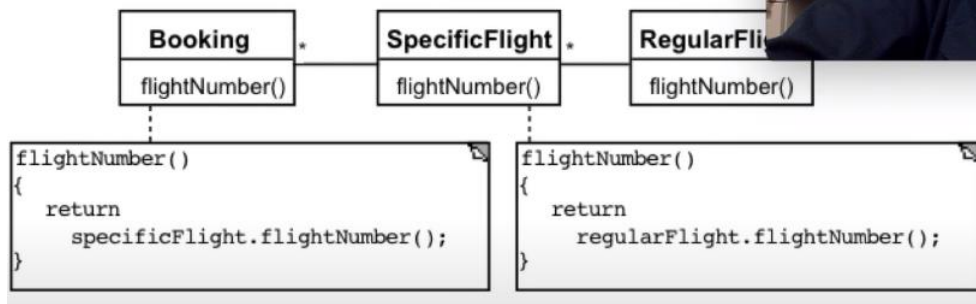 Booking
*
SpecificFlight
*
flightNumber()
flightNumber()
flightNumber()
flightNumber()
{
return
specificFlight.flightNumber();
}
flightNumber()
{
return
regularFlight.flightNumber();
}